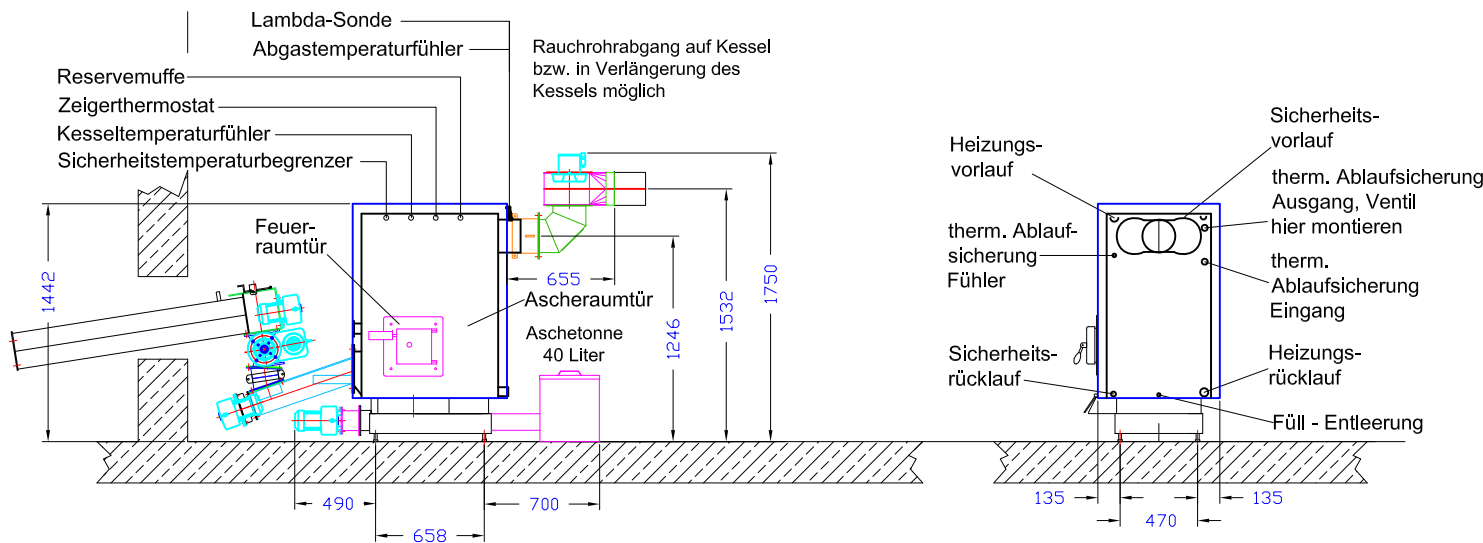 Lambda-Sonde
Abgastemperaturfühler
Reservemuffe
Zeigerthermostat
Kesseltemperaturfühler
Sicherheitstemperaturbegrenzer
Rauchrohrabgang auf Kessel
bzw. in Verlängerung des
Kessels möglich
Feuer-
raumtür
Ascheraumtür
Aschetonne
40 Liter
1442
655
1246
1532
1750
490
658
700
Heizungs-
vorlauf
Sicherheits-
vorlauf
therm. Ablaufsicherung
Ausgang, Ventil
hier montieren
therm. Ablauf-
sicherung
Fühler
therm.
Ablaufsicherung
Eingang
Sicherheits-
rücklauf
Heizungs-
rücklauf
Füll - Entleerung
135
470
135